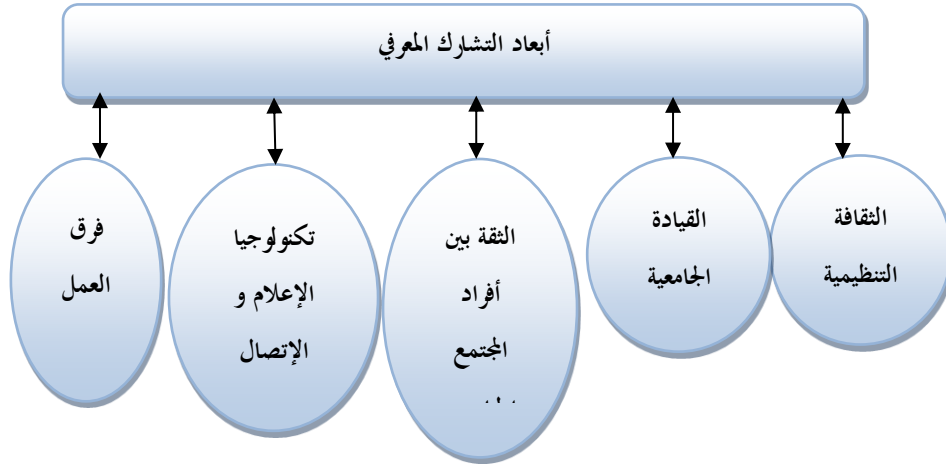 أبعاد التشارك المعرفي
الثقافة
التنظيمية
القيادة
الجامعية
الثقة بين
أفراد
المجتمع
تكنولوجيا
الإعلام و
الإتصال
فرق
العمل